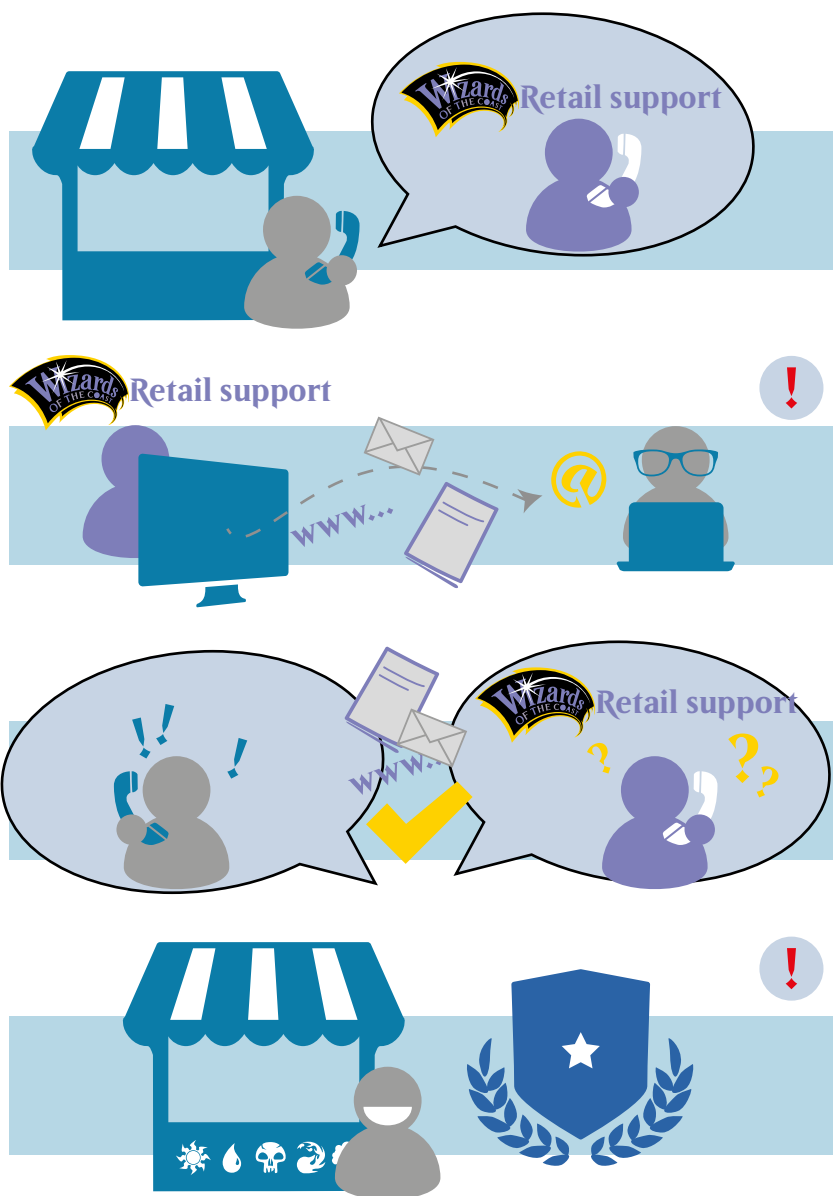 Wizards
OF THE COAST
Retail support
Wizards
OF THE COAST
Retail support
!
www...
@
! ! !
www...
Wizards
OF THE COAST
Retail support
? ? ?
!